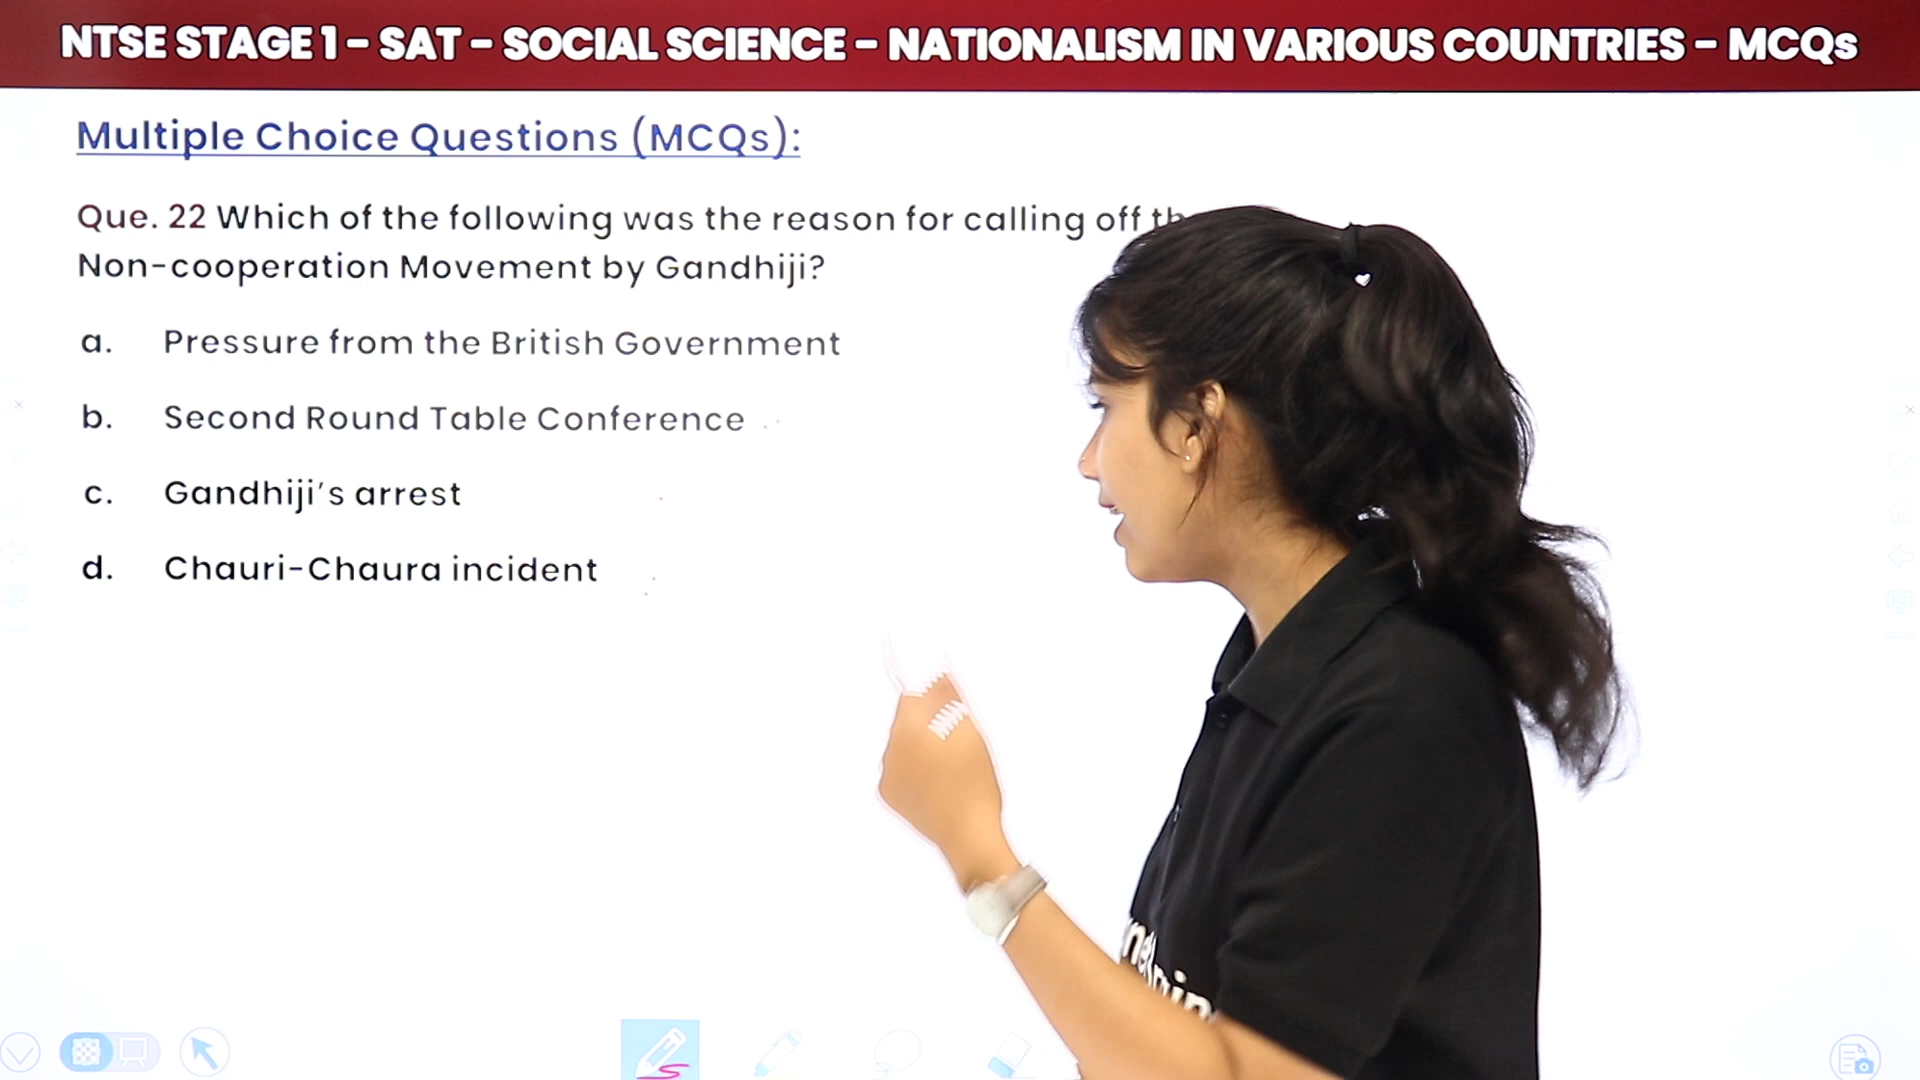 NTSE STAGE 1 - SAT - SOCIAL SCIENCE - NATIONALISM IN VARIOUS COUNTRIES - MCQs
Multiple Choice Questions (MCQs):
Que. 22 Which of the following was the reason for calling off
Non-cooperation Movement by Gandhiji?
a. Pressure from the British Government
b. Second Round Table Conference
c. Gandhiji's arrest
d. Chauri-Chaura incident